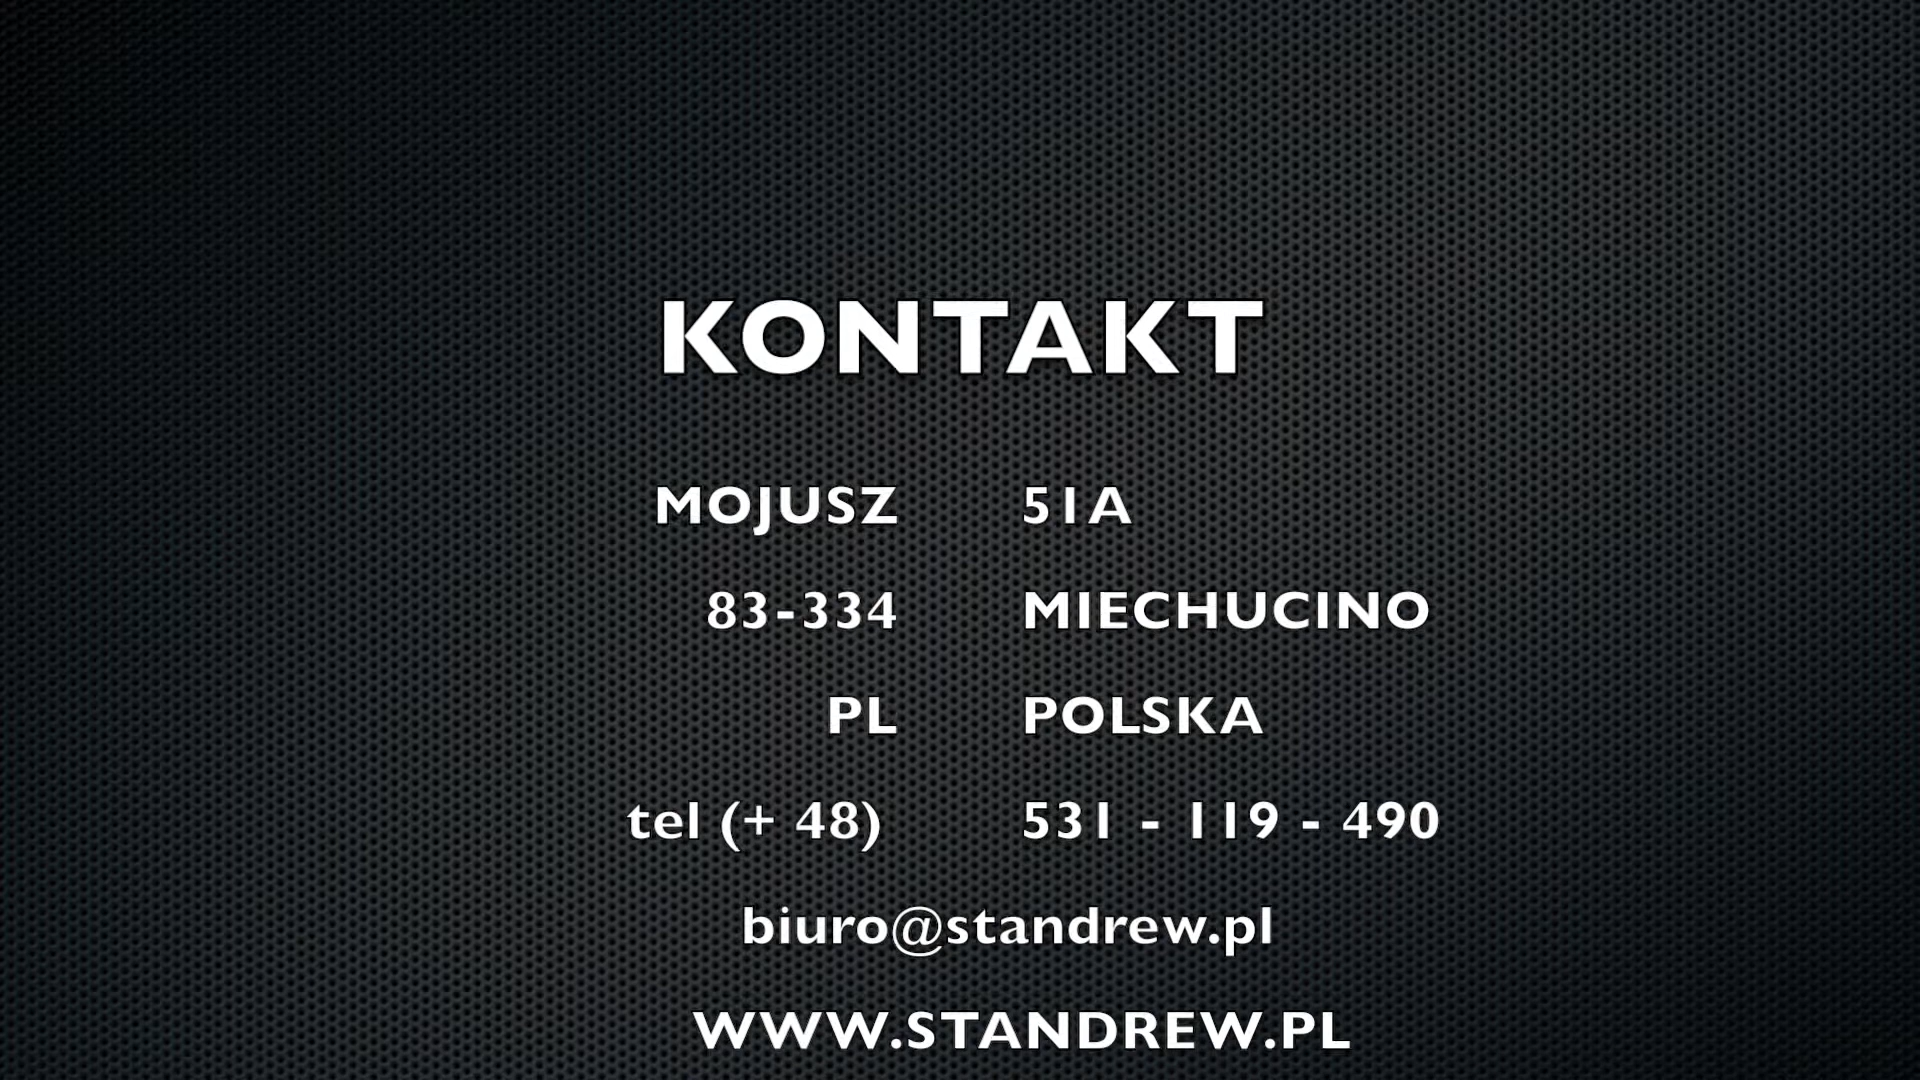 KONTAKT
MOJUSZ 51A
83-334 MIECHUCINO
PL POLSKA
tel (+ 48) 531 - 119 - 490
biuro@standrew.pl
WWW.STANDREW.PL